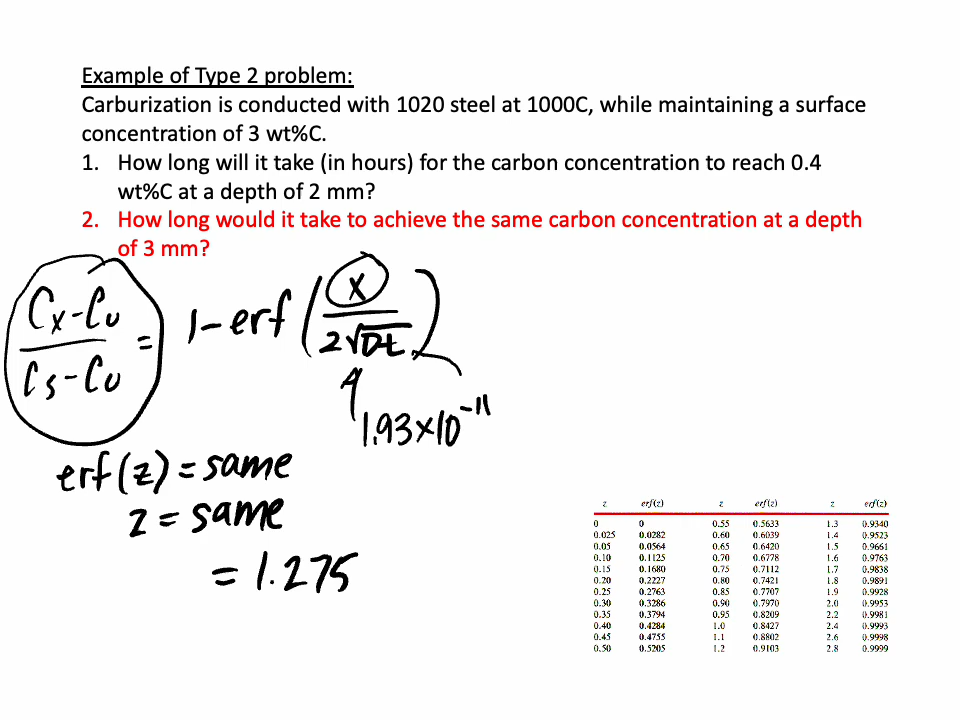 Example of Type 2 problem:
Carburization is conducted with 1020 steel at 1000C, while maintaining a surface
concentration of 3 wt%C.
1. How long will it take (in hours) for the carbon concentration to reach 0.4
wt%C at a depth of 2 mm?
2. How long would it take to achieve the same carbon concentration at a depth
of 3 mm?
Cx-C0 / Cs-C0 = 1-erf (x / 2√Dt)
1.93x10^-11
erf(z) = same
z = same
= 1.275
z erf(z) z erf(z) z erf(z)
0 0 0.55 0.5633 1.3 0.9340
0.025 0.0282 0.60 0.6039 1.4 0.9523
0.05 0.0564 0.65 0.6420 1.5 0.9661
0.10 0.1125 0.70 0.6778 1.6 0.9763
0.15 0.1680 0.75 0.7112 1.7 0.9838
0.20 0.2227 0.80 0.7421 1.8 0.9891
0.25 0.2763 0.85 0.7707 1.9 0.9928
0.30 0.3286 0.90 0.7970 2.0 0.9953
0.35 0.3794 0.95 0.8209 2.2 0.9981
0.40 0.4284 1.0 0.8427 2.4 0.9993
0.45 0.4755 1.1 0.8802 2.6 0.9998
0.50 0.5205 1.2 0.9103 2.8 0.9999